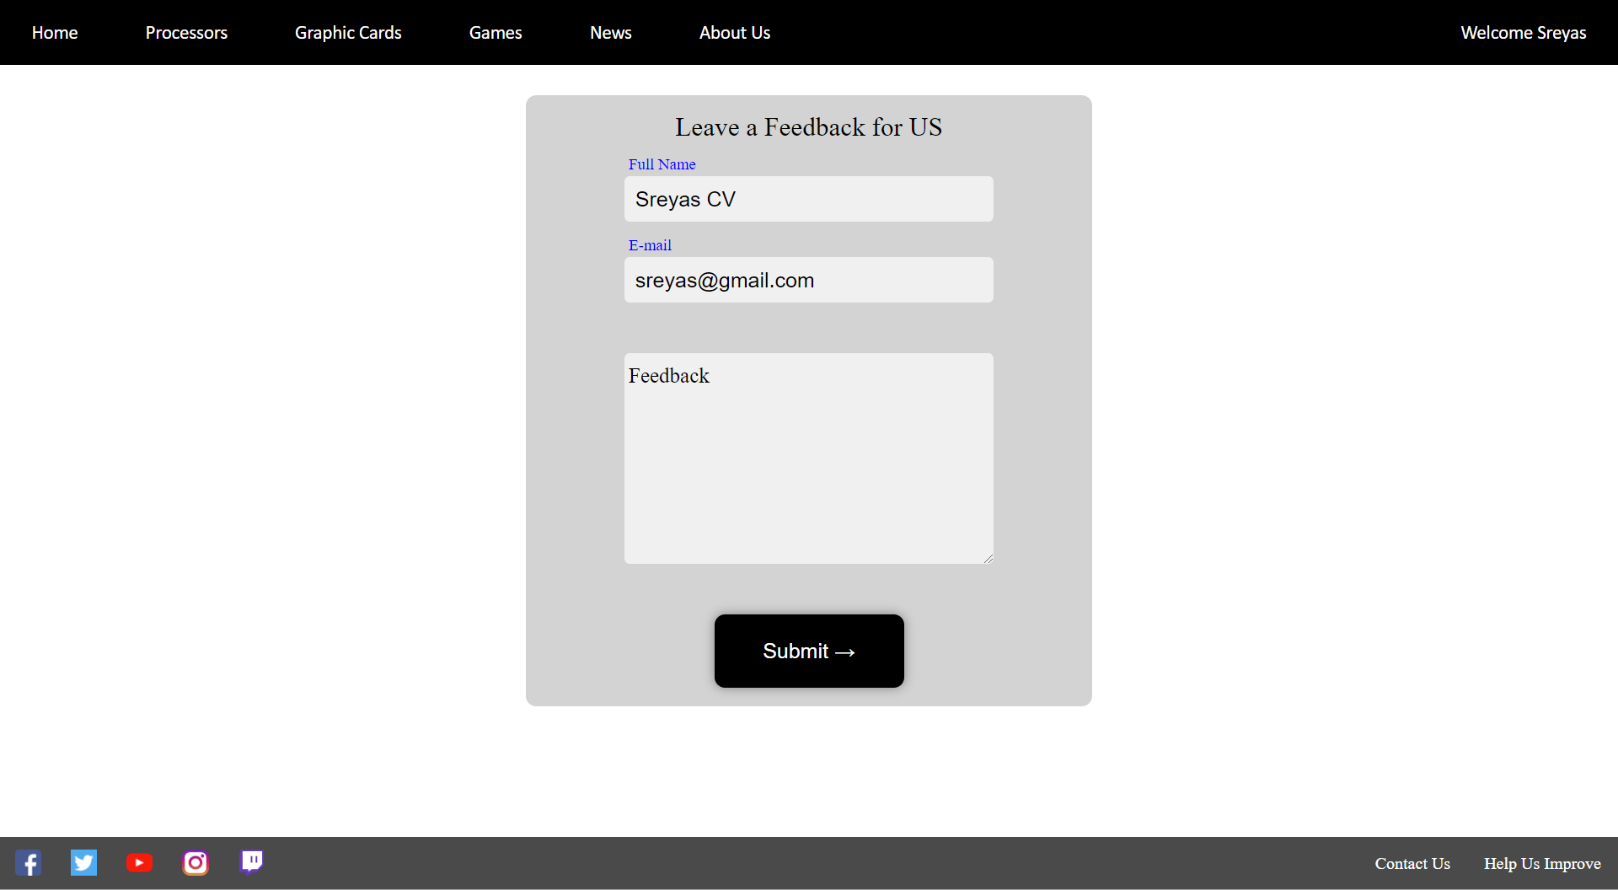 Home Processors Graphic Cards Games News About Us Welcome Sreyas
Leave a Feedback for US
Full Name
Sreyas CV
E-mail
sreyas@gmail.com
Feedback
Submit →
Contact Us Help Us Improve